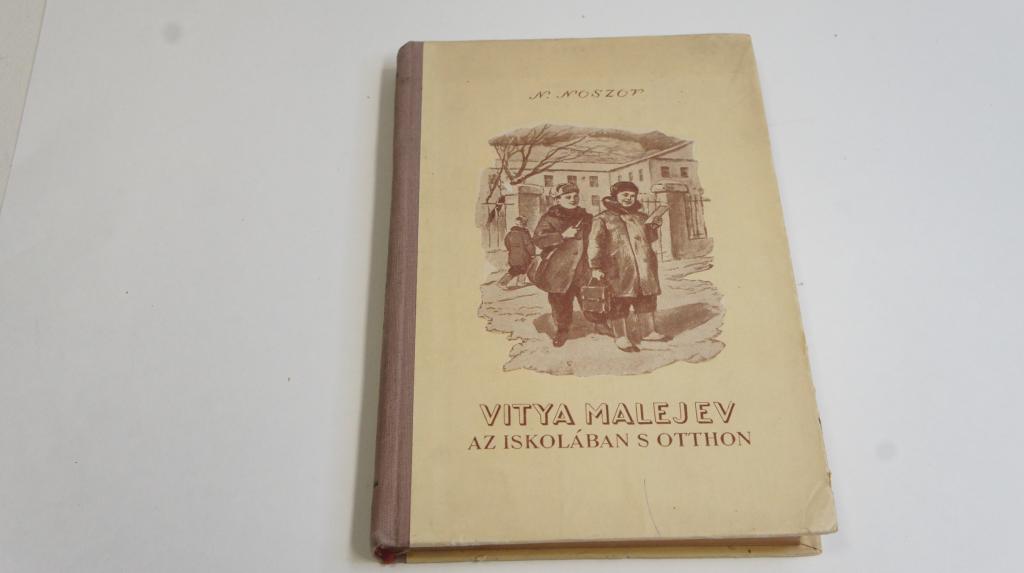 N. NOSZOV
VITYA MALEJEV
AZ ISKOLÁBAN S OTTHON